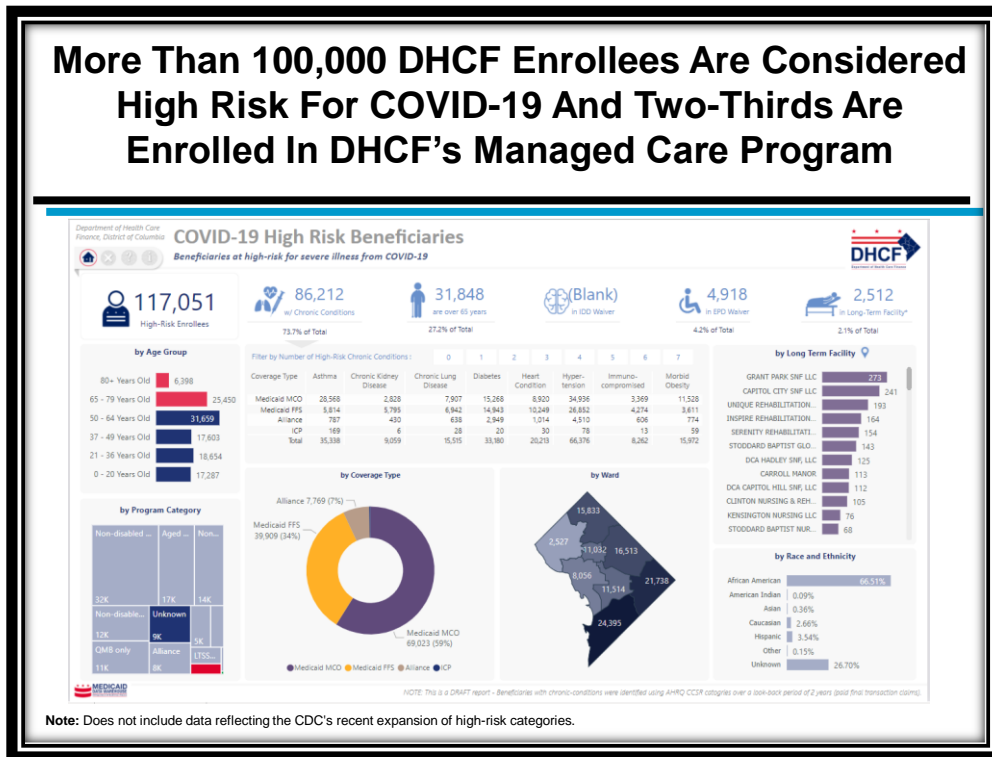 More Than 100,000 DHCF Enrollees Are Considered
High Risk For COVID-19 And Two-Thirds Are
Enrolled In DHCF's Managed Care Program
Department of Health Care
Finance, District of Columbia
COVID-19 High Risk Beneficiaries
Beneficiaries at high-risk for severe illness from COVID-19
DHCF
Department of Health Care Finance
117,051
High-Risk Enrollees
86,212
w/ Chronic Conditions
73.7% of Total
31,848
are over 65 years
27.2% of Total
(Blank)
in IDD Waiver
4,918
in EPD Waiver
4.2% of Total
2,512
in Long-Term Facility*
2.1% of Total
by Age Group
80+ Years Old 6,398
65 - 79 Years Old 25,450
50 - 64 Years Old 31,659
37 - 49 Years Old 17,603
21 - 36 Years Old 18,654
0 - 20 Years Old 17,287
Filter by Number of High-Risk Chronic Conditions : 0 1 2 3 4 5 6 7
Coverage Type Asthma Chronic Kidney Disease Chronic Lung Disease Diabetes Heart Condition Hyper-tension Immuno-compromised Morbid Obesity
Medicaid MCO 28,568 2,828 7,907 15,268 8,920 34,936 3,369 11,528
Medicaid FFS 5,814 5,795 6,942 14,943 10,249 26,852 4,274 3,611
Alliance 787 430 638 2,949 1,014 4,510 606 774
ICP 169 6 28 20 30 78 13 59
Total 35,338 9,059 15,515 33,180 20,213 66,376 8,262 15,972
by Long Term Facility
GRANT PARK SNF LLC 273
CAPITOL CITY SNF LLC 241
UNIQUE REHABILITATION... 193
INSPIRE REHABILITATION... 164
SERENITY REHABILITATI... 154
STODDARD BAPTIST GLO... 143
DCA HADLEY SNF, LLC 125
CARROLL MANOR 113
DCA CAPITOL HILL SNF, LLC 112
CLINTON NURSING & REH... 105
KENSINGTON NURSING LLC 76
STODDARD BAPTIST NUR... 68
by Program Category
Non-disabled ...
32K
Aged ...
17K
Non...
14K
Non-disable...
12K
Unknown
9K
5K
QMB only
11K
Alliance
8K
LTSS...
by Coverage Type
Alliance 7,769 (7%)
Medicaid FFS
39,909 (34%)
Medicaid MCO
69,023 (59%)
Medicaid MCO Medicaid FFS Alliance ICP
by Ward
15,833
2,527
11,032
16,513
8,056
21,738
11,514
24,395
by Race and Ethnicity
African American 66.51%
American Indian 0.09%
Asian 0.36%
Caucasian 2.66%
Hispanic 3.54%
Other 0.15%
Unknown 26.70%
MEDICAID
NOTE: This is a DRAFT report - Beneficiaries with chronic-conditions were identified using AHRQ CCSR catogries over a look-back period of 2 years (paid final transaction claims).
Note: Does not include data reflecting the CDC's recent expansion of high-risk categories.